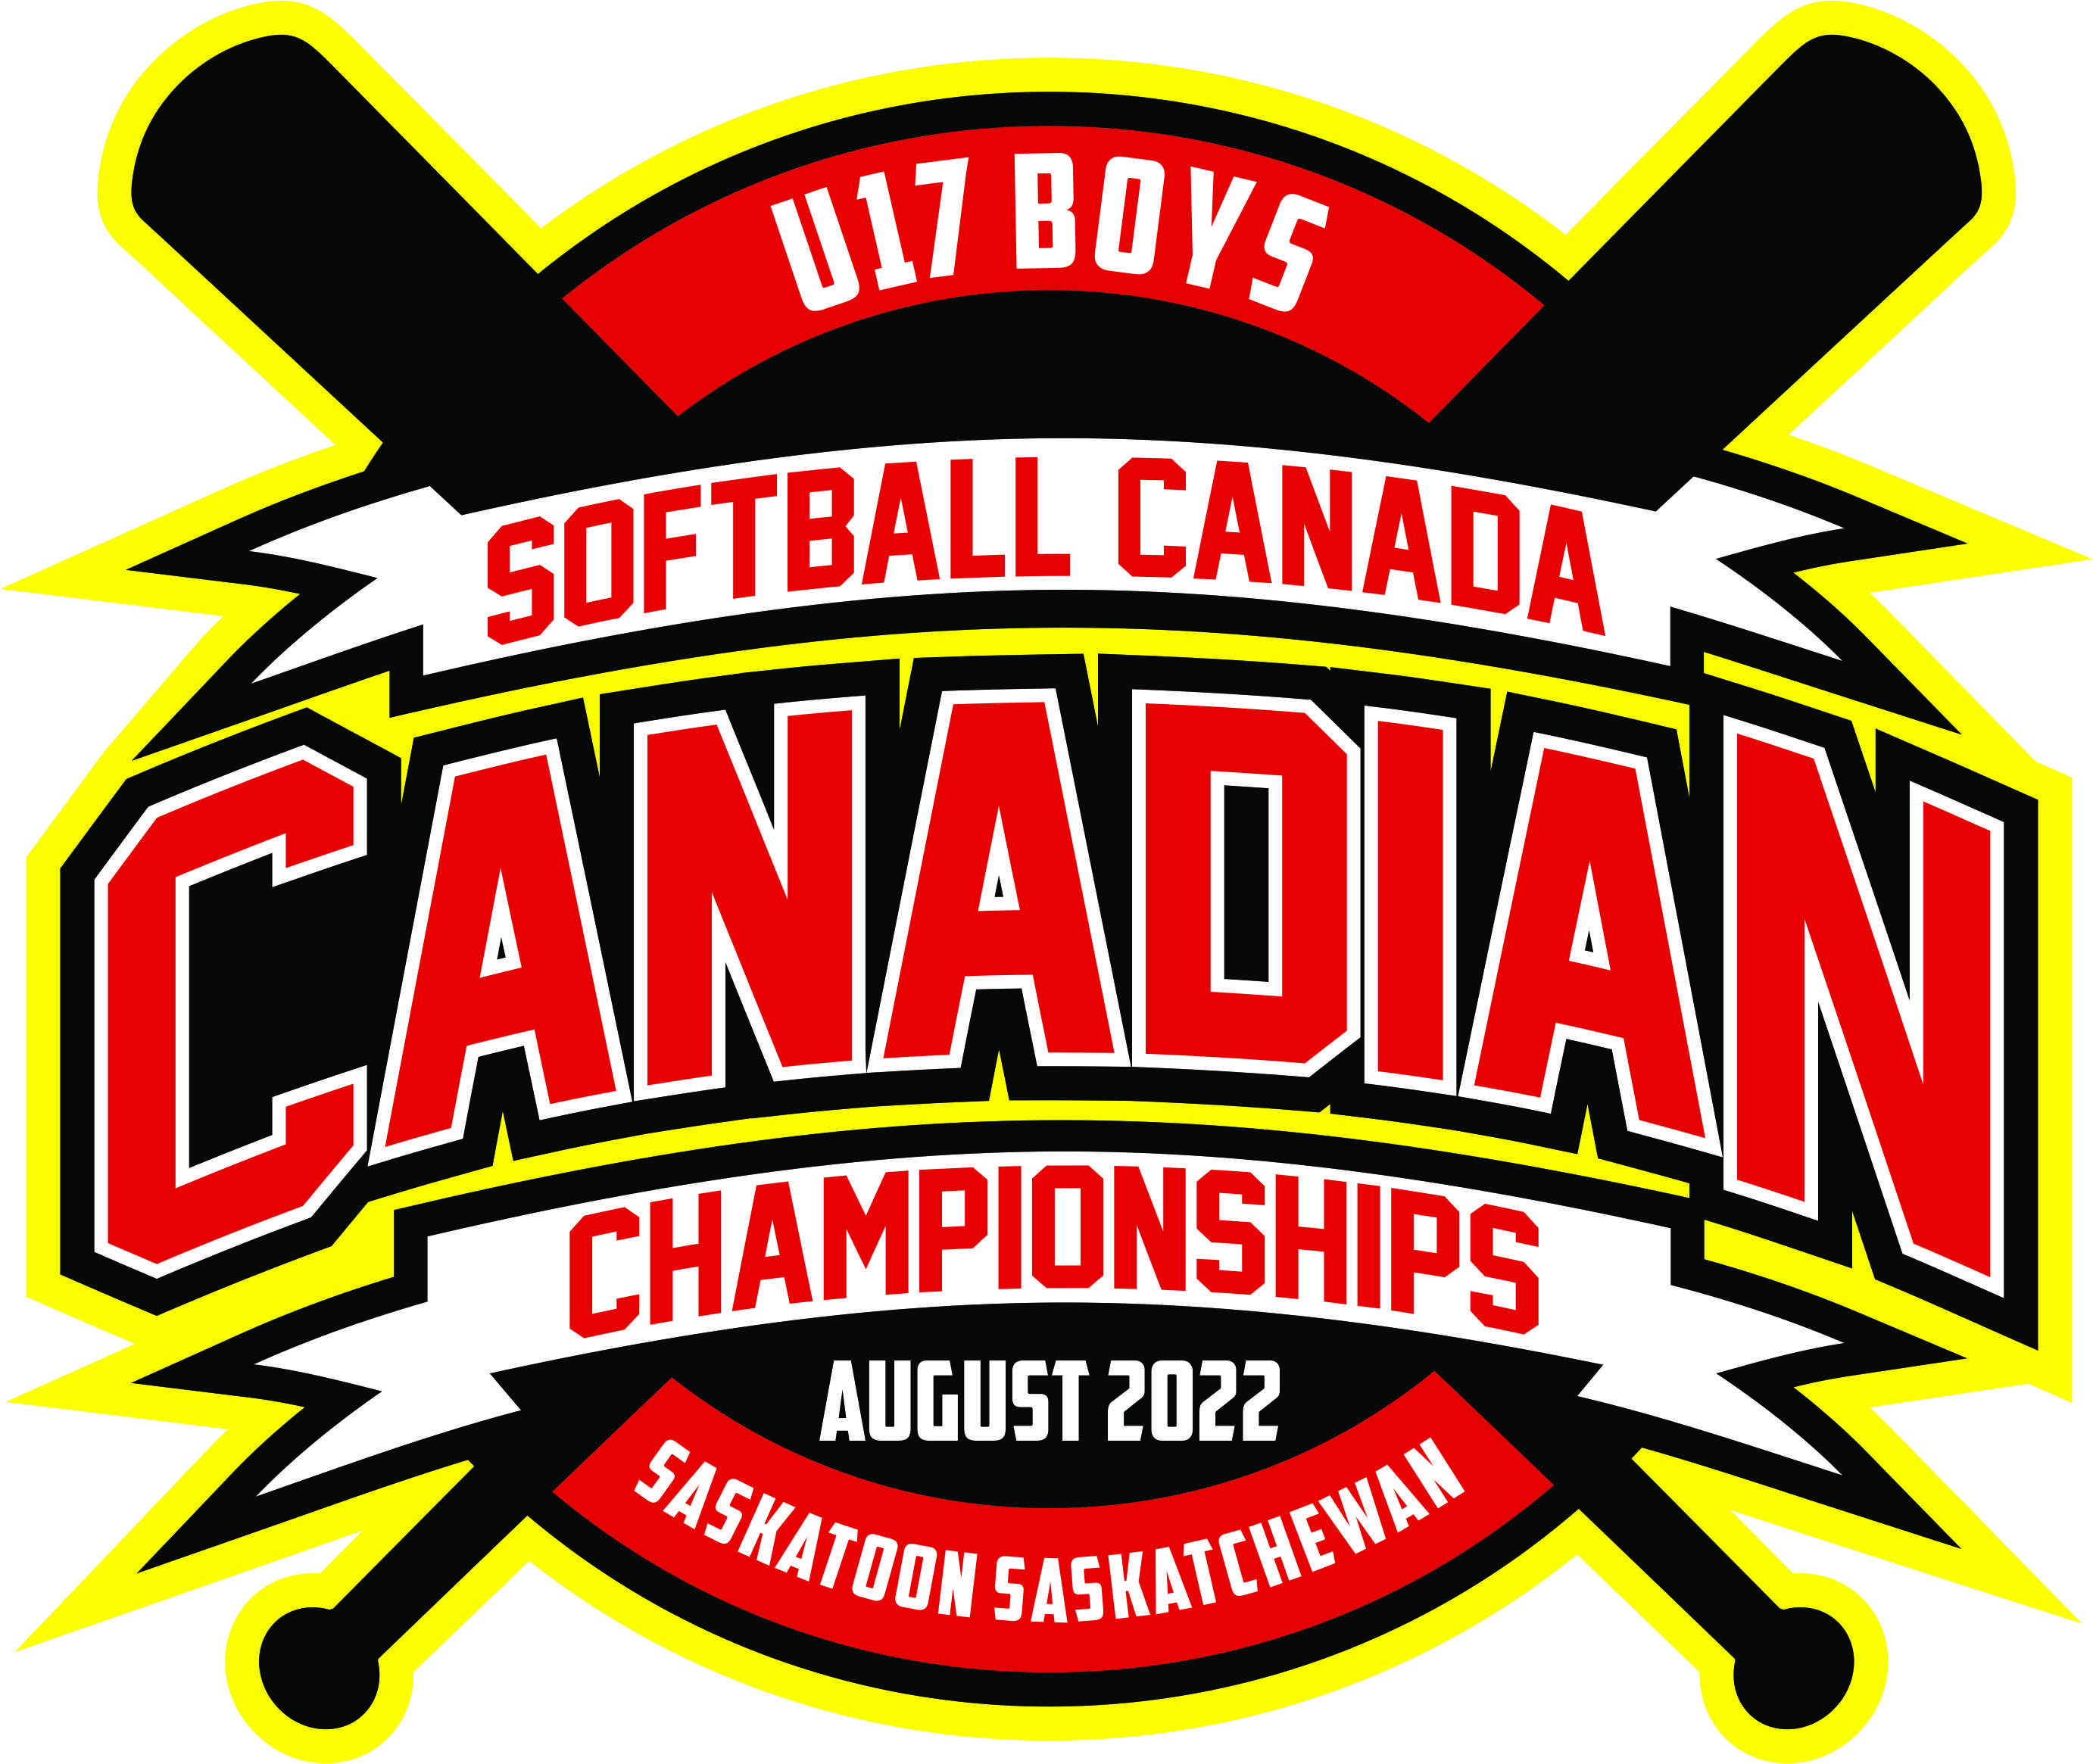 U17 BOYS
SOFTBALL CANADA
CANADIAN
CHAMPIONSHIPS
AUGUST 2022
SASKATOON SASKATCHEWAN